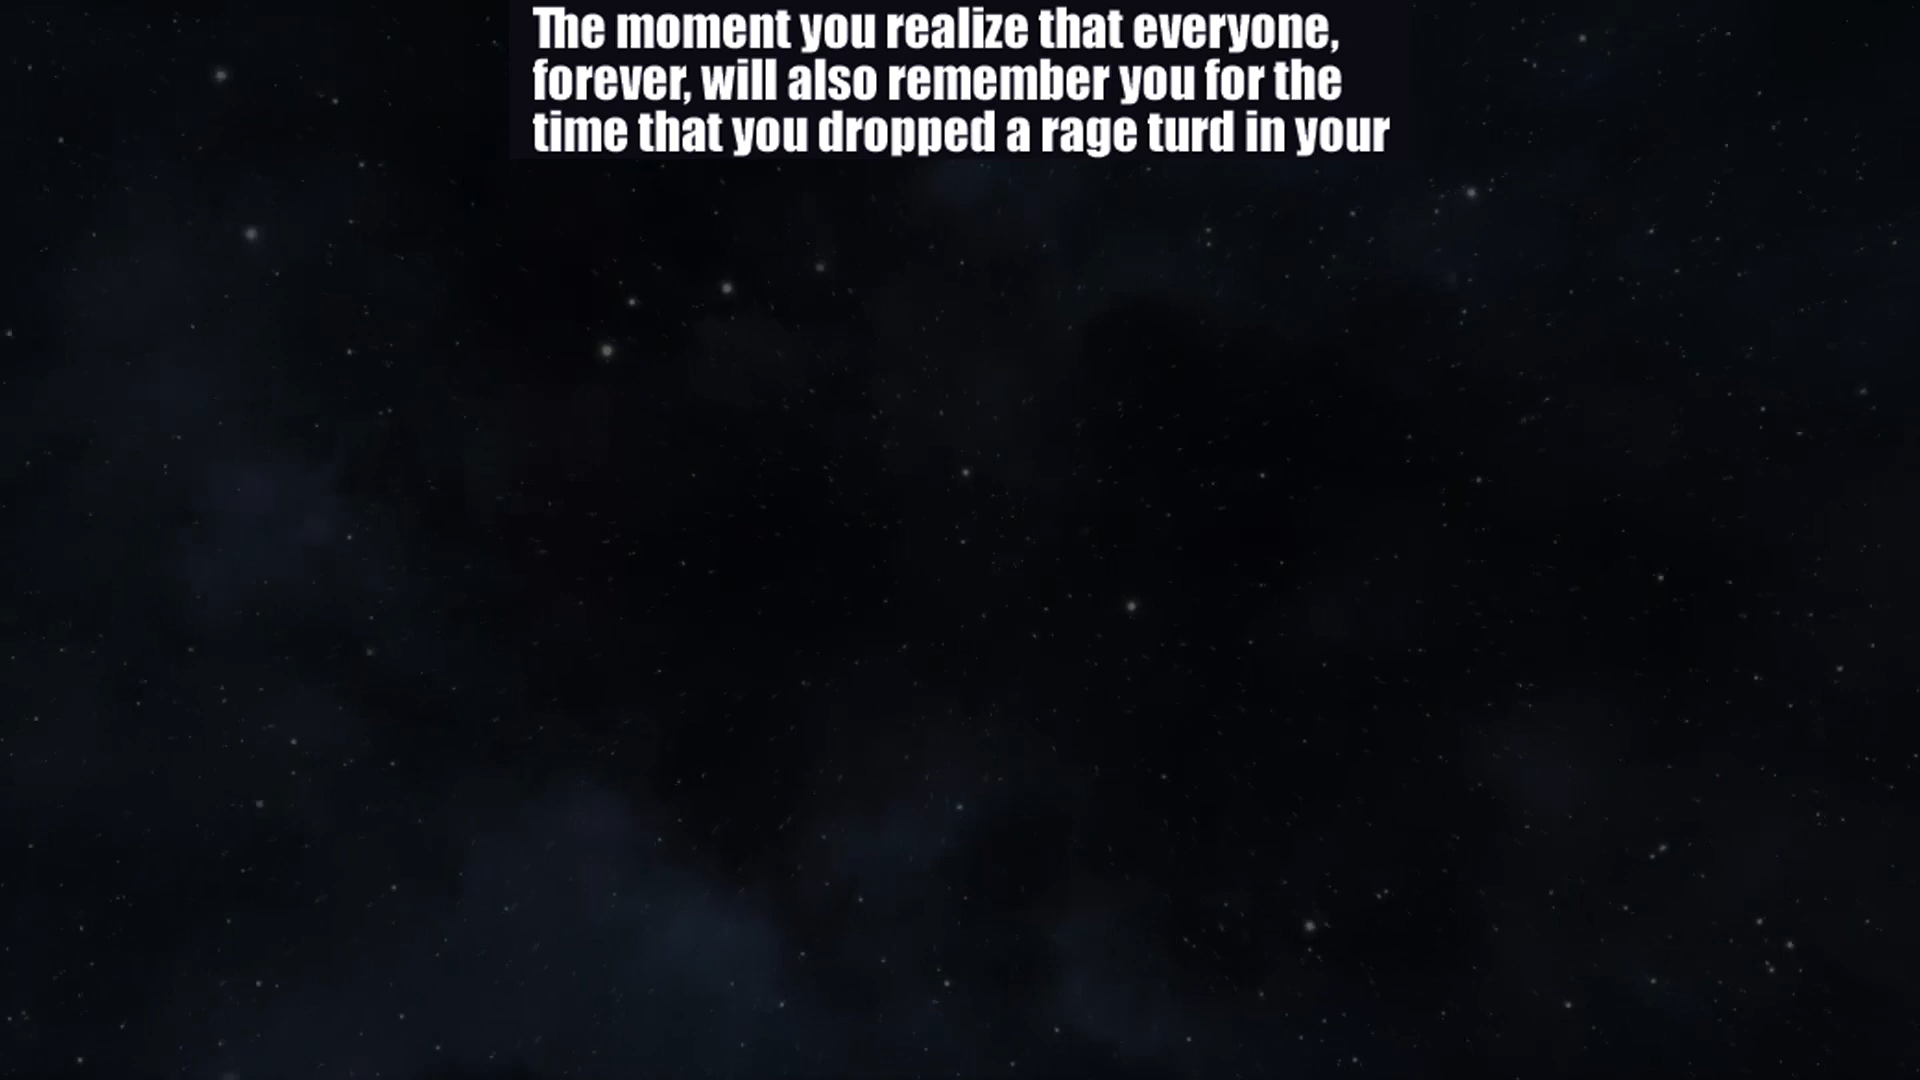 The moment you realize that everyone,
forever, will also remember you for the
time that you dropped a rage turd in your